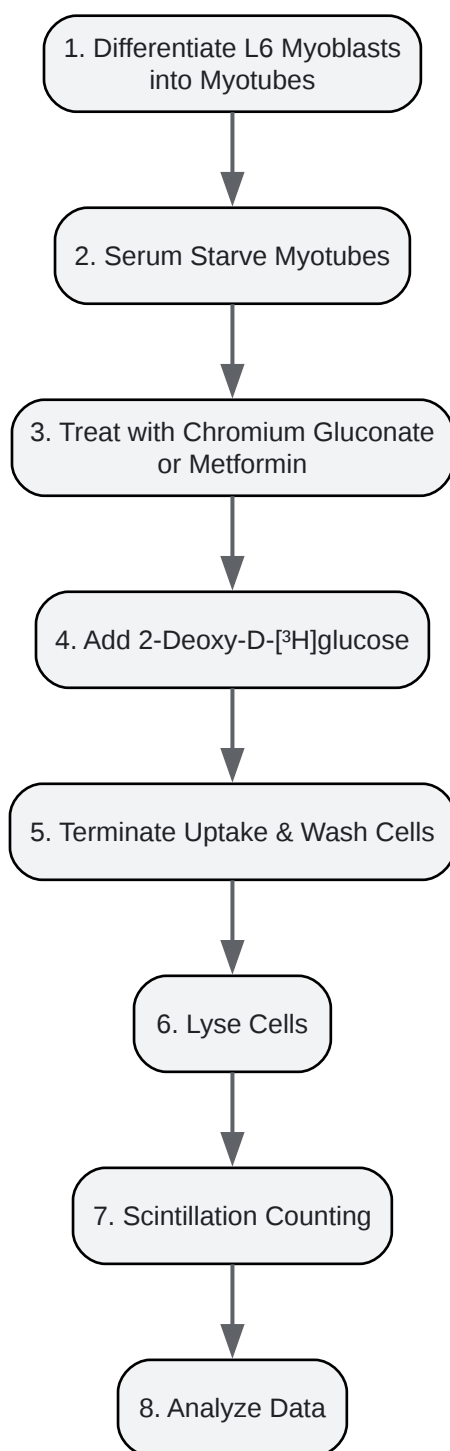 1. Differentiate L6 Myoblasts
into Myotubes
2. Serum Starve Myotubes
3. Treat with Chromium Gluconate
or Metformin
4. Add 2-Deoxy-D-[³H]glucose
5. Terminate Uptake & Wash Cells
6. Lyse Cells
7. Scintillation Counting
8. Analyze Data